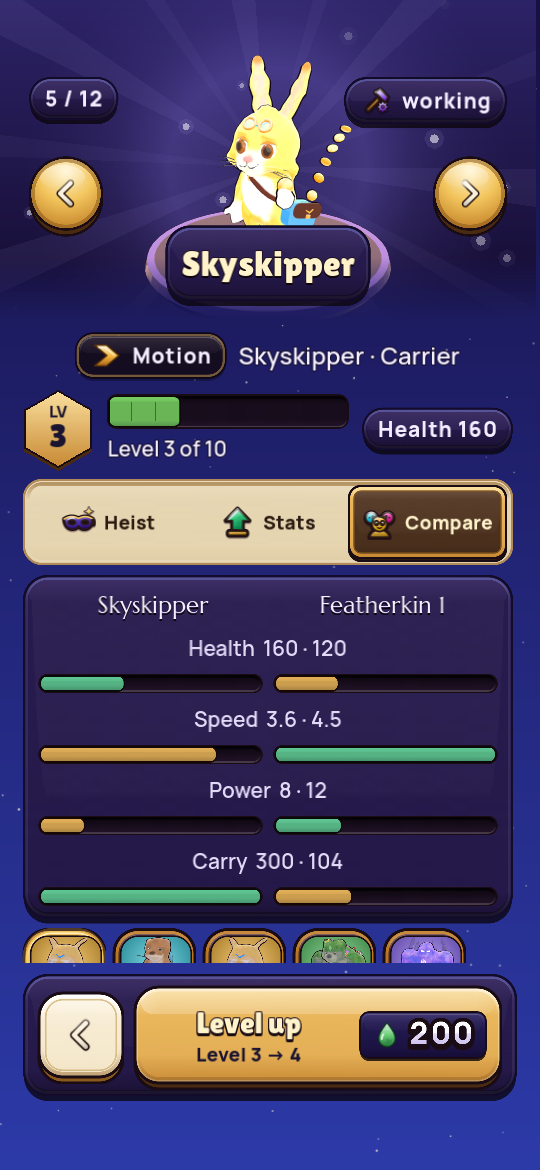 5 / 12
working
Skyskipper
Motion
Skyskipper · Carrier
LV
3
Level 3 of 10
Health 160
Heist
Stats
Compare
Skyskipper
Featherkin 1
Health 160 · 120
Speed 3.6 · 4.5
Power 8 · 12
Carry 300 · 104
Level up
Level 3 → 4
200